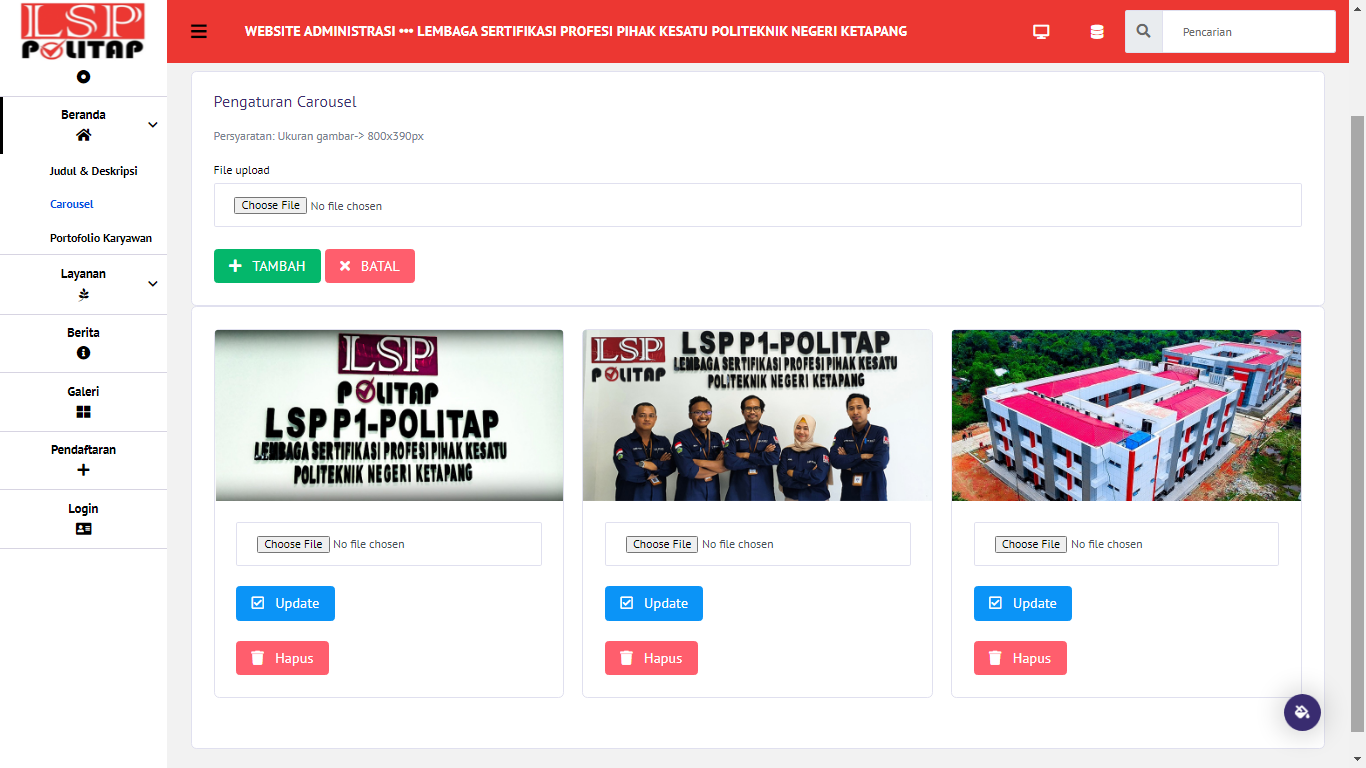 LSP
POLITAP
WEBSITE ADMINISTRASI ••• LEMBAGA SERTIFIKASI PROFESI PIHAK KESATU POLITEKNIK NEGERI KETAPANG
Pencarian
Beranda
Judul & Deskripsi
Carousel
Portofolio Karyawan
Layanan
Berita
Galeri
Pendaftaran
Login
Pengaturan Carousel
Persyaratan: Ukuran gambar-> 800x390px
File upload
Choose File No file chosen
TAMBAH BATAL
LSP
POLITAP
LSP P1-POLITAP
LEMBAGA SERTIFIKASI PROFESI PIHAK KESATU
POLITEKNIK NEGERI KETAPANG
Choose File No file chosen
Update
Hapus
LSP
POLITAP
LSP P1-POLITAP
LEMBAGA SERTIFIKASI PROFESI PIHAK KESATU
POLITEKNIK NEGERI KETAPANG
Choose File No file chosen
Update
Hapus
Choose File No file chosen
Update
Hapus